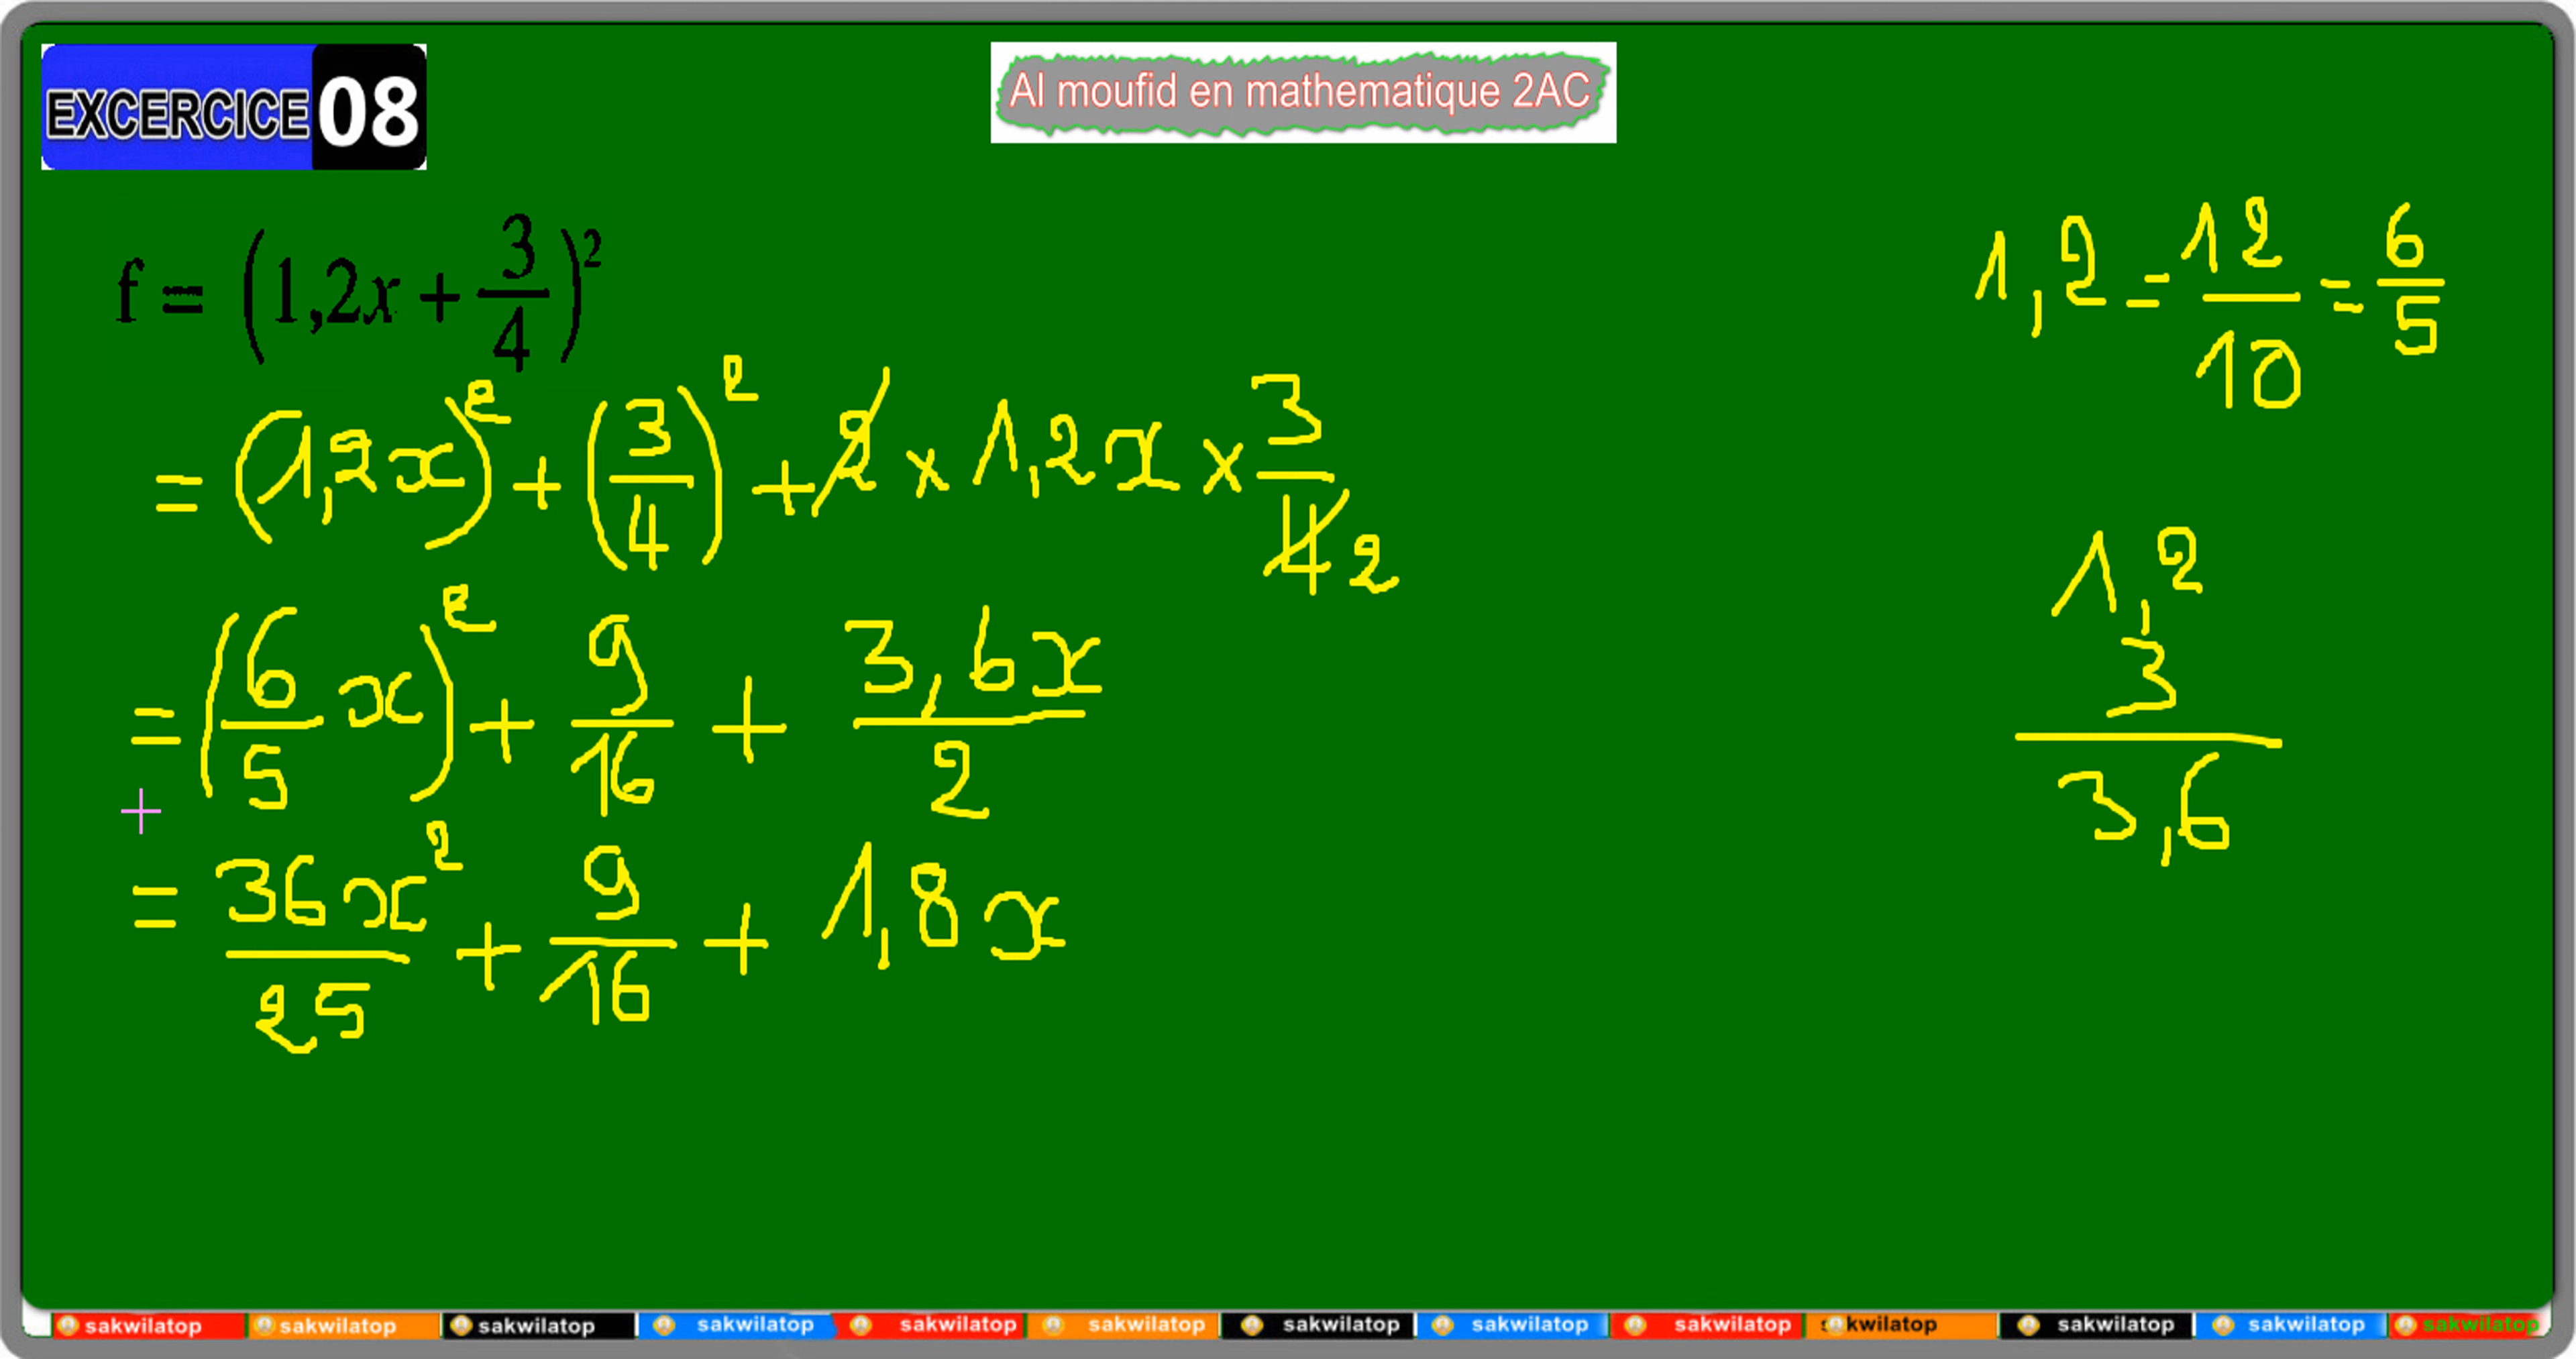 EXCERCICE 08
Al moufid en mathematique 2AC
f = (1,2x + 3/4)²
= (1,2x)² + (3/4)² + 2 × 1,2x × 3/4 2
= (6/5 x)² + 9/16 + 3,6x/2
= 36x²/25 + 9/16 + 1,8x
1,2 = 12/10 = 6/5
1,2
3
3,6
sakwilatop sakwilatop sakwilatop sakwilatop sakwilatop sakwilatop sakwilatop sakwilatop sakwilatop kwilatop sakwilatop sakwilatop sakwilatop